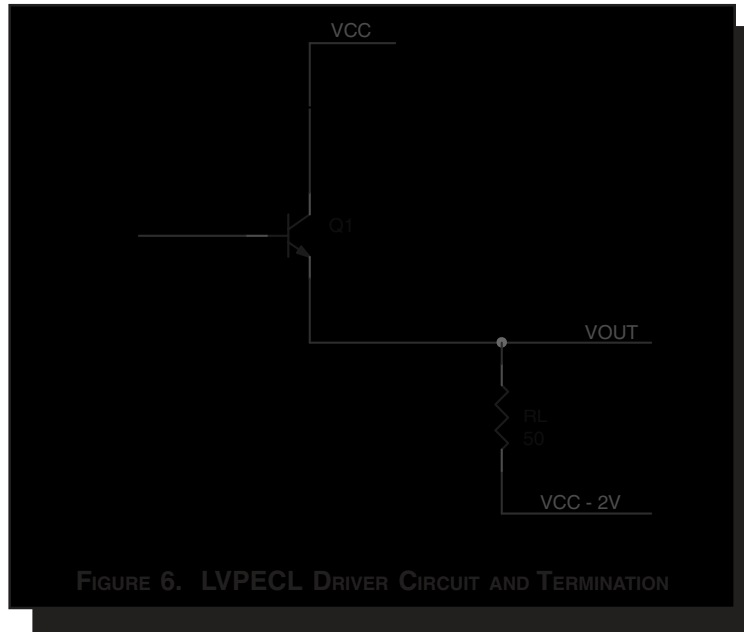 VCC
Q1
VOUT
RL
50
VCC - 2V
FIGURE 6. LVPECL DRIVER CIRCUIT AND TERMINATION